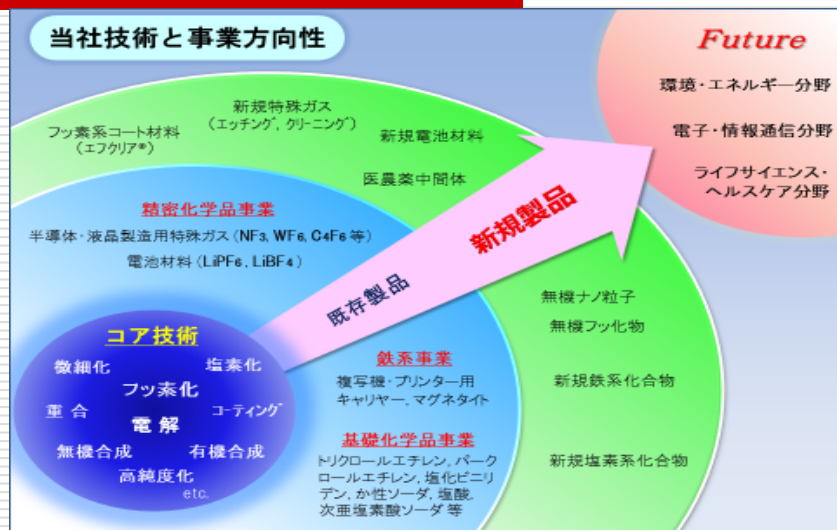 当社技術と事業方向性
Future
環境・エネルギー分野
電子・情報通信分野
ライフサイエンス・
ヘルスケア分野
新規特殊ガス
(エッチング, クリーニング)
フッ素系コート材料
(エフクリア®)
新規電池材料
医農薬中間体
精密化学品事業
半導体・液晶製造用特殊ガス (NF₃, WF₆, C4F₆ 等)
電池材料 (LiPF₆, LiBF₄)
既存製品
新規製品
無機ナノ粒子
無機フッ化物
新規鉄系化合物
新規塩素系化合物
コア技術
微細化
塩素化
フッ素化
重合
コーティング
電解
無機合成
有機合成
高純度化
etc.
鉄系事業
複写機・プリンター用
キャリヤー, マグネタイト
基礎化学品事業
トリクロールエチレン, パーク
ロールエチレン, 塩化ビニリ
デン, か性ソーダ, 塩酸,
次亜塩素酸ソーダ 等